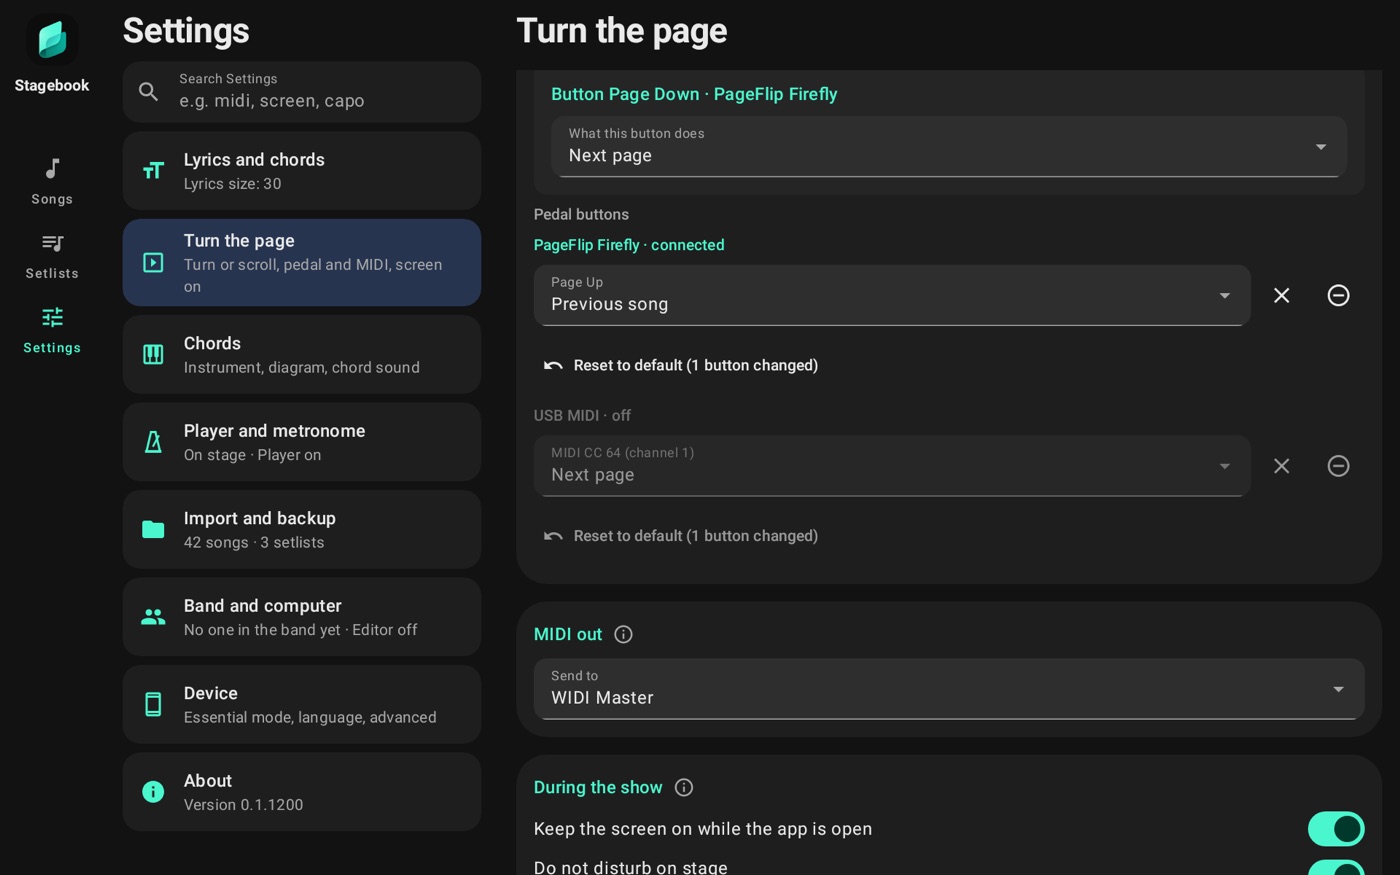 Stagebook
Songs
Setlists
Settings
Settings
Search Settings
e.g. midi, screen, capo
Lyrics and chords
Lyrics size: 30
Turn the page
Turn or scroll, pedal and MIDI, screen
on
Chords
Instrument, diagram, chord sound
Player and metronome
On stage · Player on
Import and backup
42 songs · 3 setlists
Band and computer
No one in the band yet · Editor off
Device
Essential mode, language, advanced
About
Version 0.1.1200
Turn the page
Button Page Down · PageFlip Firefly
What this button does
Next page
Pedal buttons
PageFlip Firefly · connected
Page Up
Previous song
Reset to default (1 button changed)
USB MIDI · off
MIDI CC 64 (channel 1)
Next page
Reset to default (1 button changed)
MIDI out
Send to
WIDI Master
During the show
Keep the screen on while the app is open
Do not disturb on stage